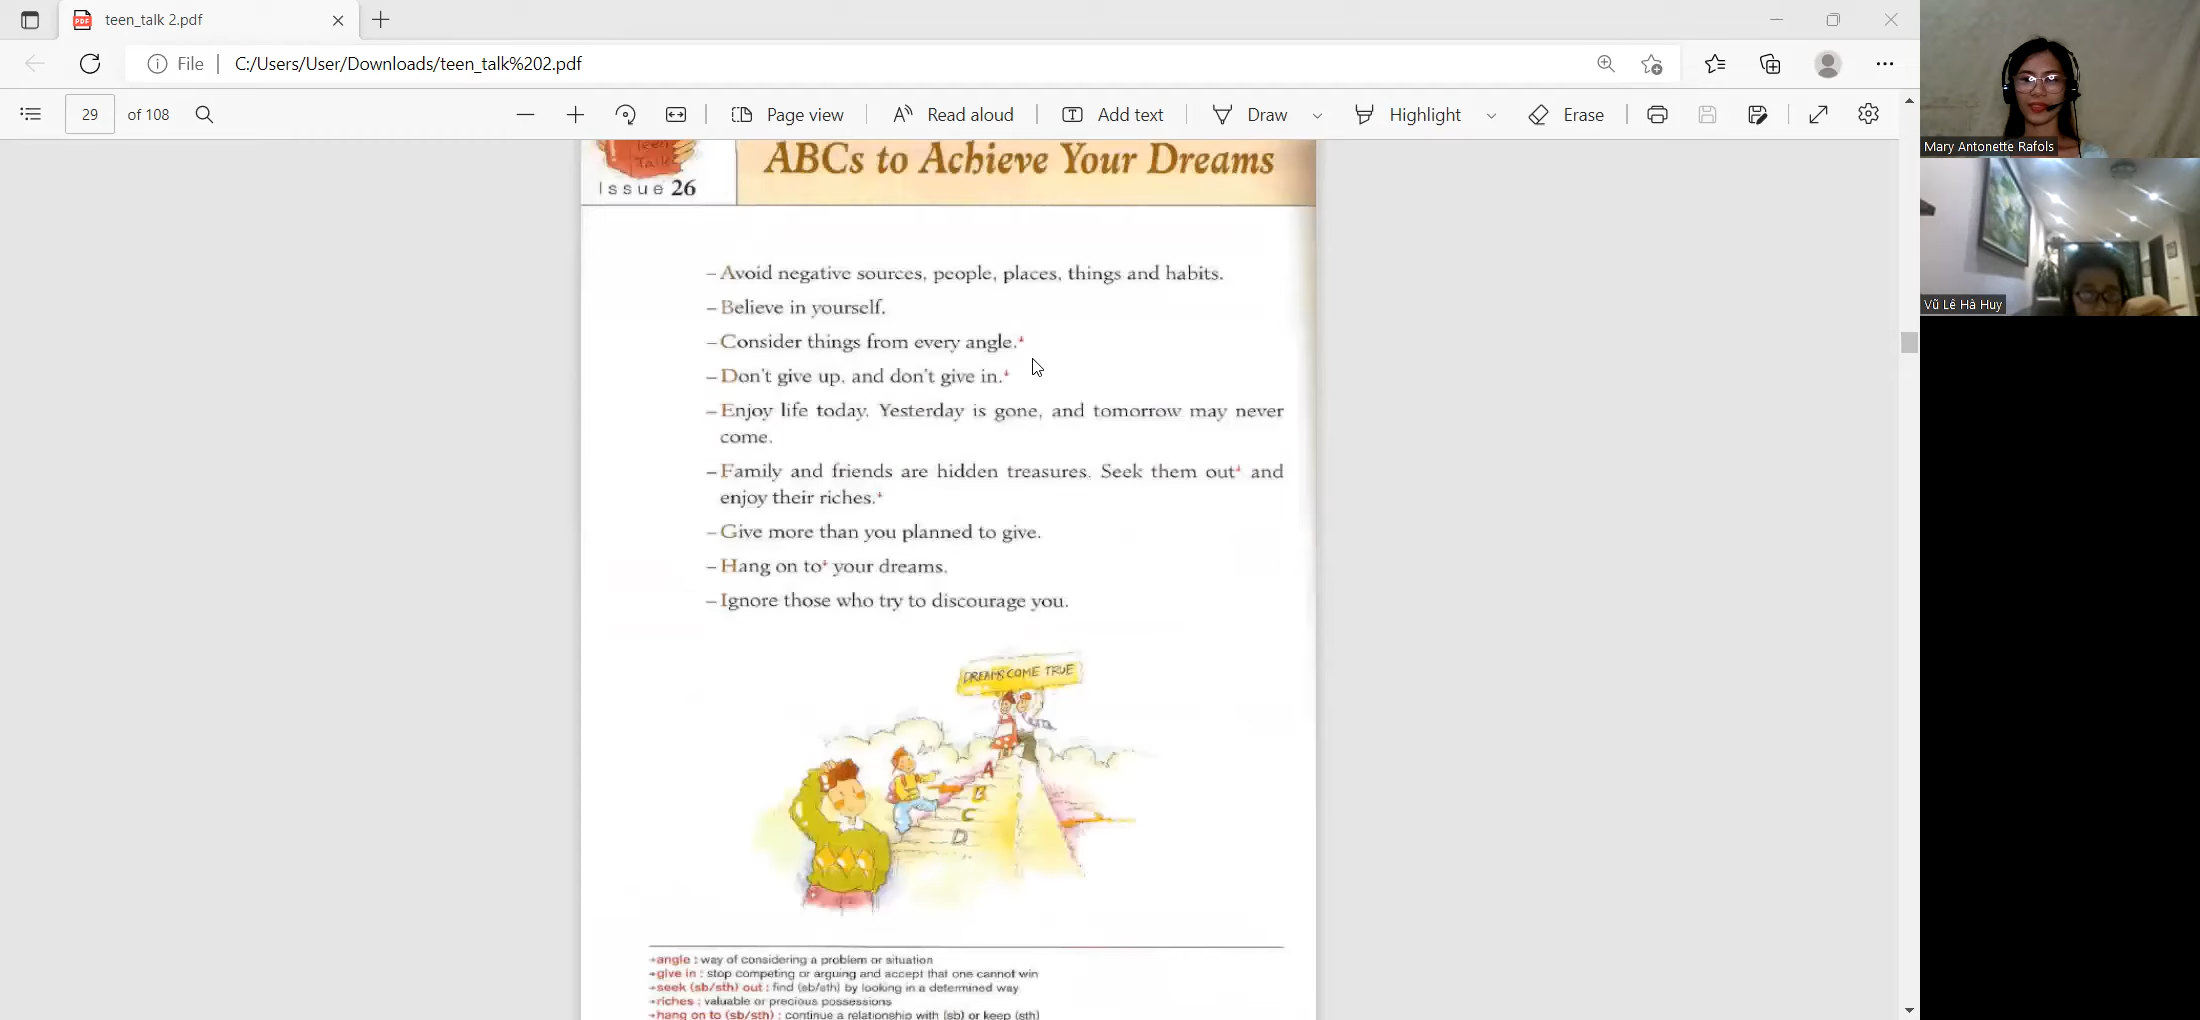 teen_talk 2.pdf
File
C:/Users/User/Downloads/teen_talk%202.pdf
29 of 108
Page view
Read aloud
Add text
Draw
Highlight
Erase
Teen
Talk
Issue 26
ABCs to Achieve Your Dreams
– Avoid negative sources, people, places, things and habits.
– Believe in yourself.
– Consider things from every angle.
– Don't give up, and don't give in.
– Enjoy life today. Yesterday is gone, and tomorrow may never
come.
– Family and friends are hidden treasures. Seek them out and
enjoy their riches.
– Give more than you planned to give.
– Hang on to your dreams.
– Ignore those who try to discourage you.
DREAMS COME TRUE
A
B
C
D
angle : way of considering a problem or situation
give in : stop competing or arguing and accept that one cannot win
seek (sb/sth) out : find (sb/sth) by looking in a determined way
riches : valuable or precious possessions
hang on to (sb/sth) : continue a relationship with (sb) or keep (sth)
Mary Antonette Rafols
Vũ Lê Hà Huy